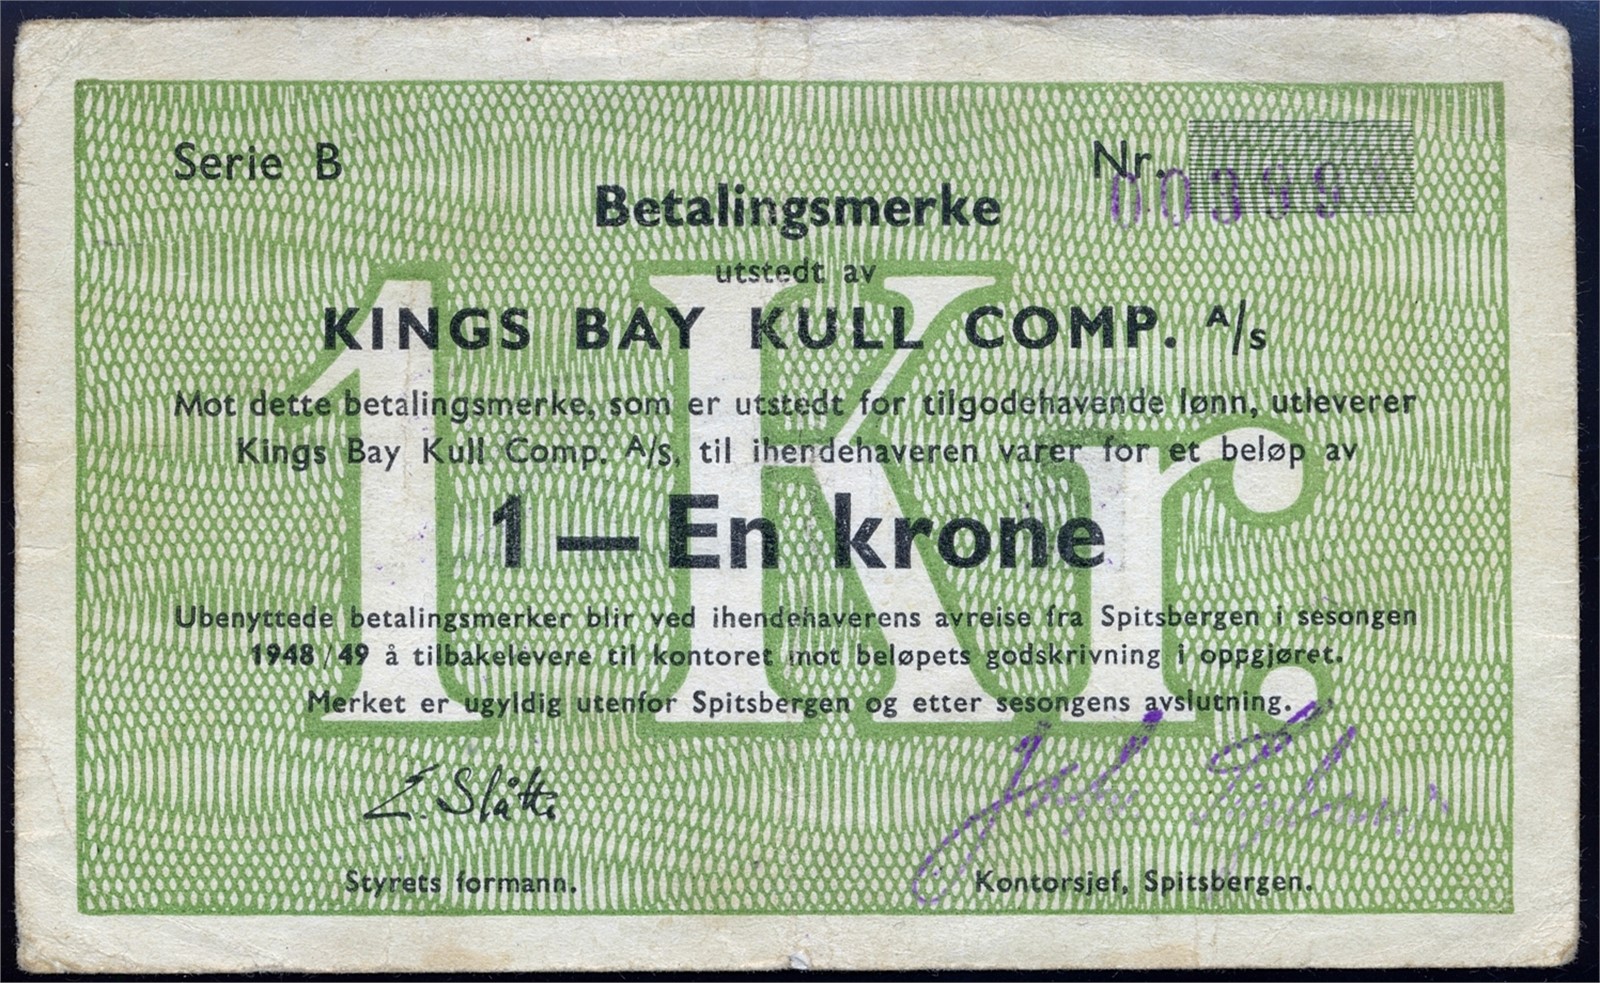 Serie B
Nr.
Betalingsmerke
utstedt av
KINGS BAY KULL COMP. A/s
Mot dette betalingsmerke, som er utstedt for tilgodehavende lønn, utleverer
Kings Bay Kull Comp. A/s, til ihendehaveren varer for et beløp av
1 — En krone
1 Kr.
Ubenyttede betalingsmerker blir ved ihendehaverens avreise fra Spitsbergen i sesongen
1948/49 å tilbakelevere til kontoret mot beløpets godskrivning i oppgjøret.
Merket er ugyldig utenfor Spitsbergen og etter sesongens avslutning.
E. Slåtto
Styrets formann.
Kontorsjef, Spitsbergen.